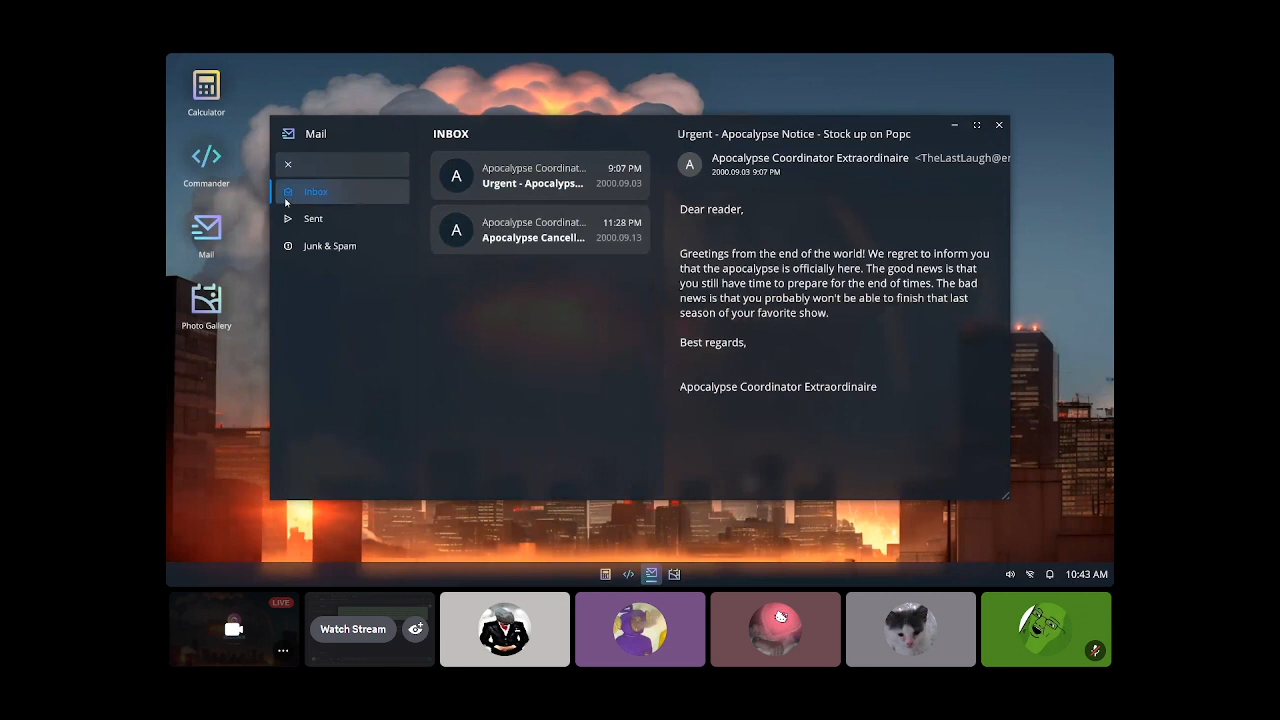 Calculator
Commander
Mail
Photo Gallery
Mail
Inbox
Sent
Junk & Spam
INBOX
Apocalypse Coordinat... 9:07 PM
Urgent - Apocalyps... 2000.09.03
Apocalypse Coordinat... 11:28 PM
Apocalypse Cancell... 2000.09.13
Urgent - Apocalypse Notice - Stock up on Popc
Apocalypse Coordinator Extraordinaire <TheLastLaugh@er
2000.09.03 9:07 PM
Dear reader,
Greetings from the end of the world! We regret to inform you
that the apocalypse is officially here. The good news is that
you still have time to prepare for the end of times. The bad
news is that you probably won't be able to finish that last
season of your favorite show.
Best regards,
Apocalypse Coordinator Extraordinaire
10:43 AM
LIVE
Watch Stream
A
A
A